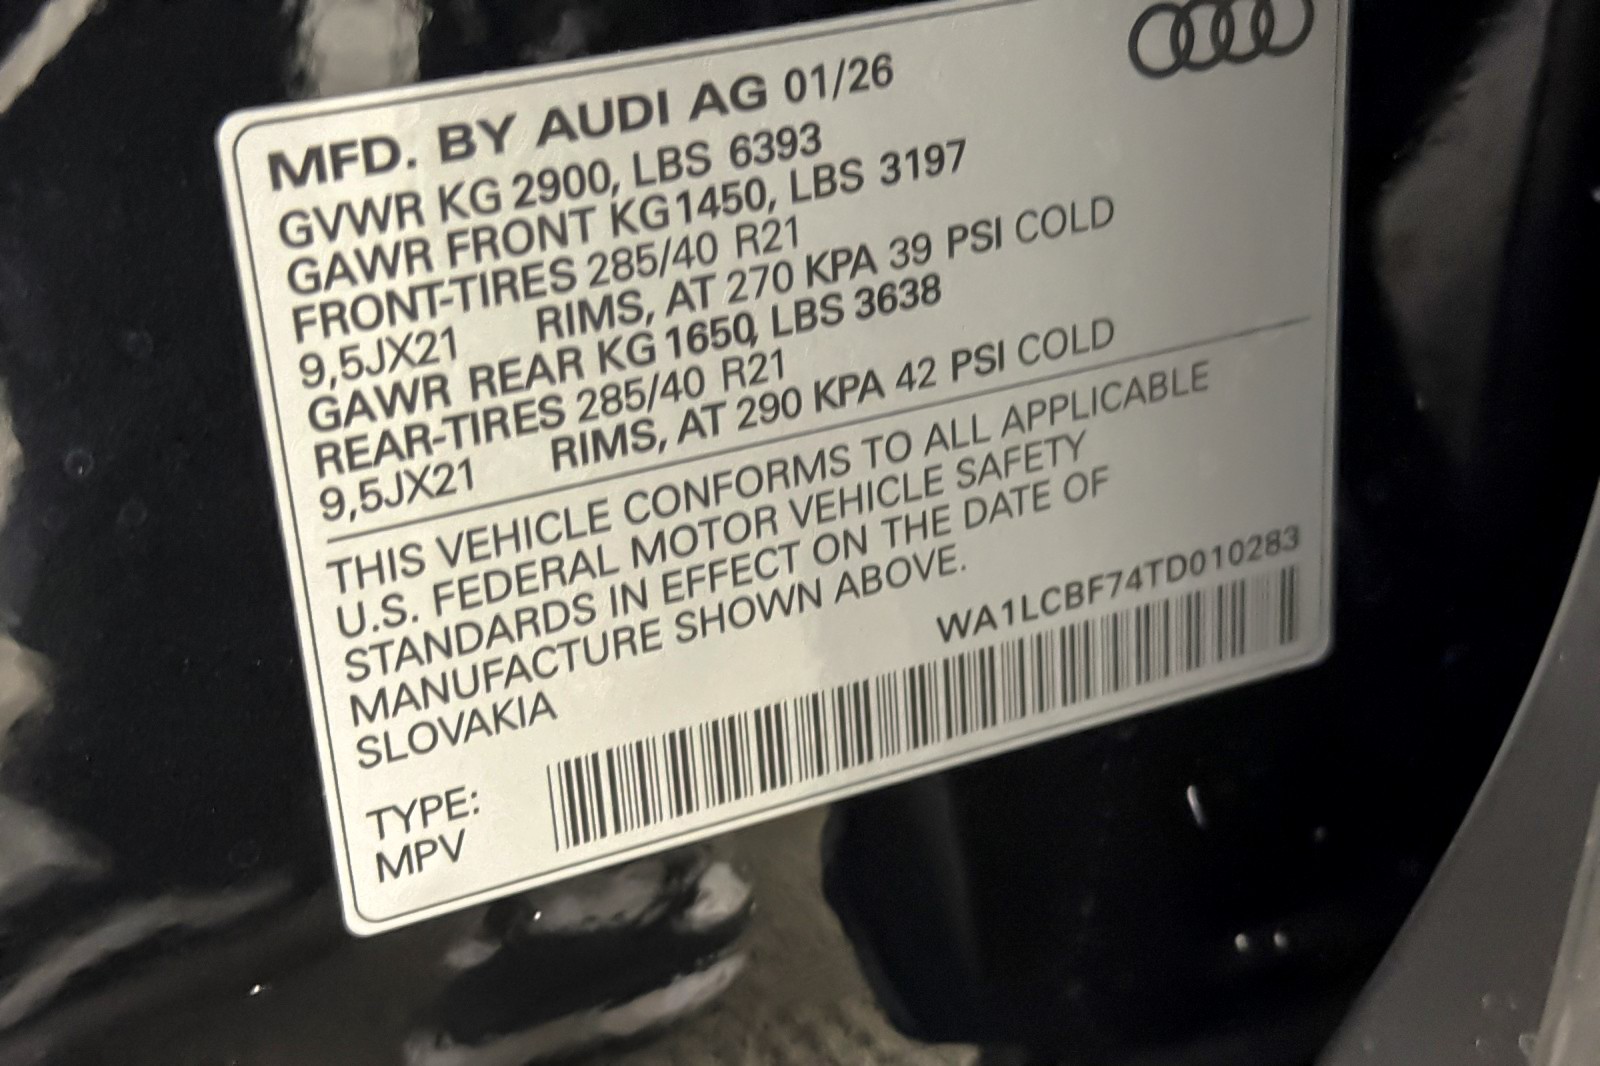 MFD. BY AUDI AG 01/26
GVWR KG 2900, LBS 6393
GAWR FRONT KG1450, LBS 3197
FRONT-TIRES 285/40 R21
9,5JX21 RIMS, AT 270 KPA 39 PSI COLD
GAWR REAR KG 1650, LBS 3638
REAR-TIRES 285/40 R21
9,5JX21 RIMS, AT 290 KPA 42 PSI COLD
THIS VEHICLE CONFORMS TO ALL APPLICABLE
U.S. FEDERAL MOTOR VEHICLE SAFETY
STANDARDS IN EFFECT ON THE DATE OF
MANUFACTURE SHOWN ABOVE.
SLOVAKIA
WA1LCBF74TD010283
TYPE:
MPV